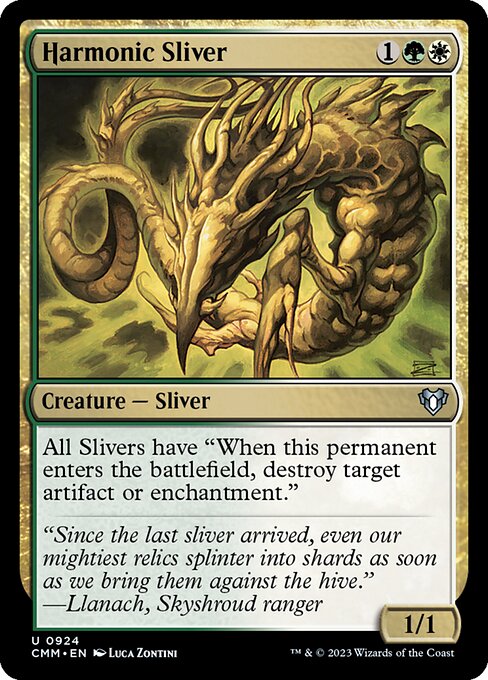 Harmonic Sliver 1
Creature — Sliver
All Slivers have “When this permanent
enters the battlefield, destroy target
artifact or enchantment.”
“Since the last sliver arrived, even our
mightiest relics splinter into shards as soon
as we bring them against the hive.”
—Llanach, Skyshroud ranger
1/1
U 0924
CMM • EN Luca Zontini
™ & © 2023 Wizards of the Coast